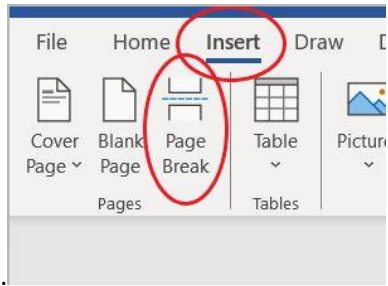 File Home Insert Draw D
Cover Page
Blank Page
Page Break
Table
Picture
Pages
Tables